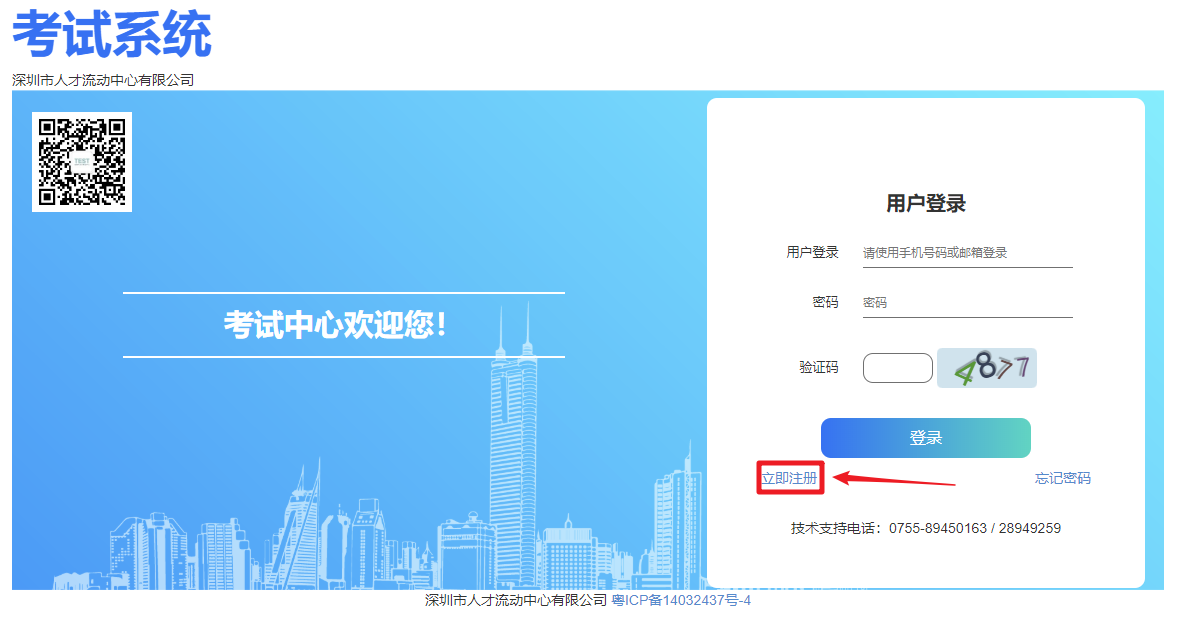 考试系统
深圳市人才流动中心有限公司
考试中心欢迎您！
用户登录
用户登录 请使用手机号码或邮箱登录
密码 密码
验证码 4877
登录
立即注册 忘记密码
技术支持电话：0755-89450163 / 28949259
深圳市人才流动中心有限公司 粤ICP备14032437号-4